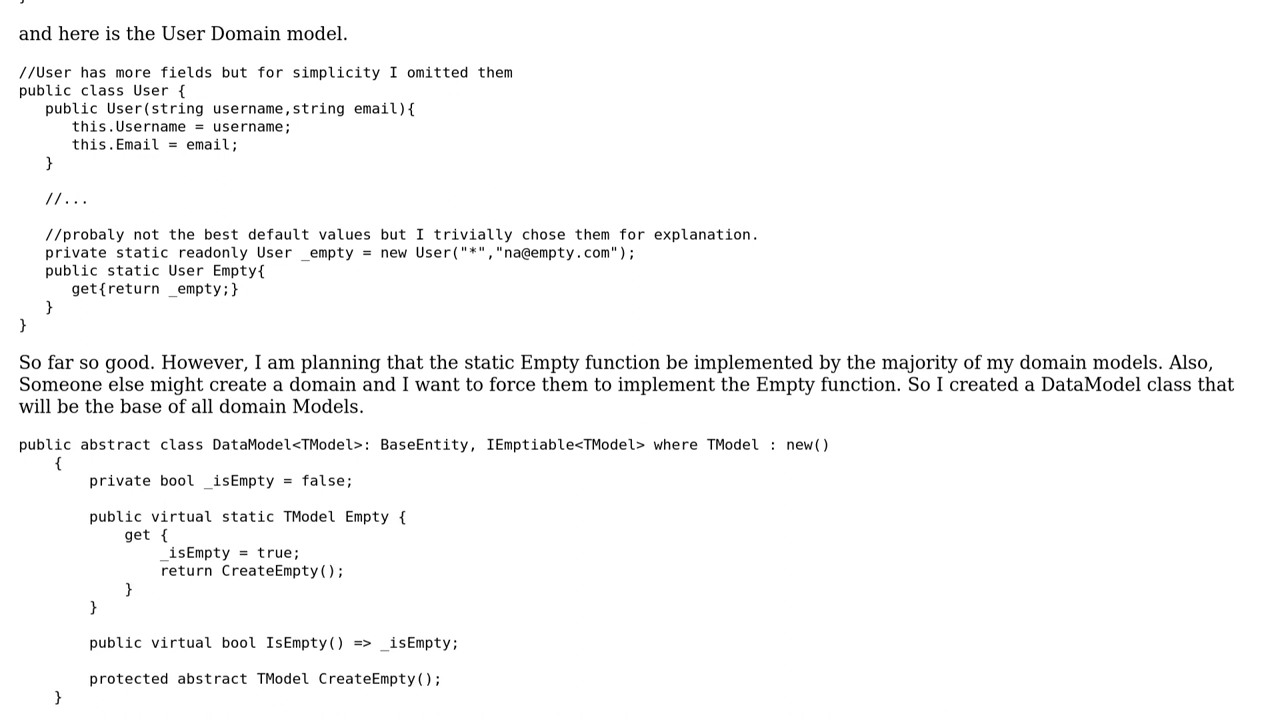 and here is the User Domain model.
//User has more fields but for simplicity I omitted them
public class User {
   public User(string username,string email){
      this.Username = username;
      this.Email = email;
   }
   //...
   //probaly not the best default values but I trivially chose them for explanation.
   private static readonly User _empty = new User("*","na@empty.com");
   public static User Empty{
      get{return _empty;}
   }
}
So far so good. However, I am planning that the static Empty function be implemented by the majority of my domain models. Also,
Someone else might create a domain and I want to force them to implement the Empty function. So I created a DataModel class that
will be the base of all domain Models.
public abstract class DataModel<TModel>: BaseEntity, IEmptiable<TModel> where TModel : new()
    {
        private bool _isEmpty = false;
        public virtual static TModel Empty {
            get {
                _isEmpty = true;
                return CreateEmpty();
            }
        }
        public virtual bool IsEmpty() => _isEmpty;
        protected abstract TModel CreateEmpty();
    }